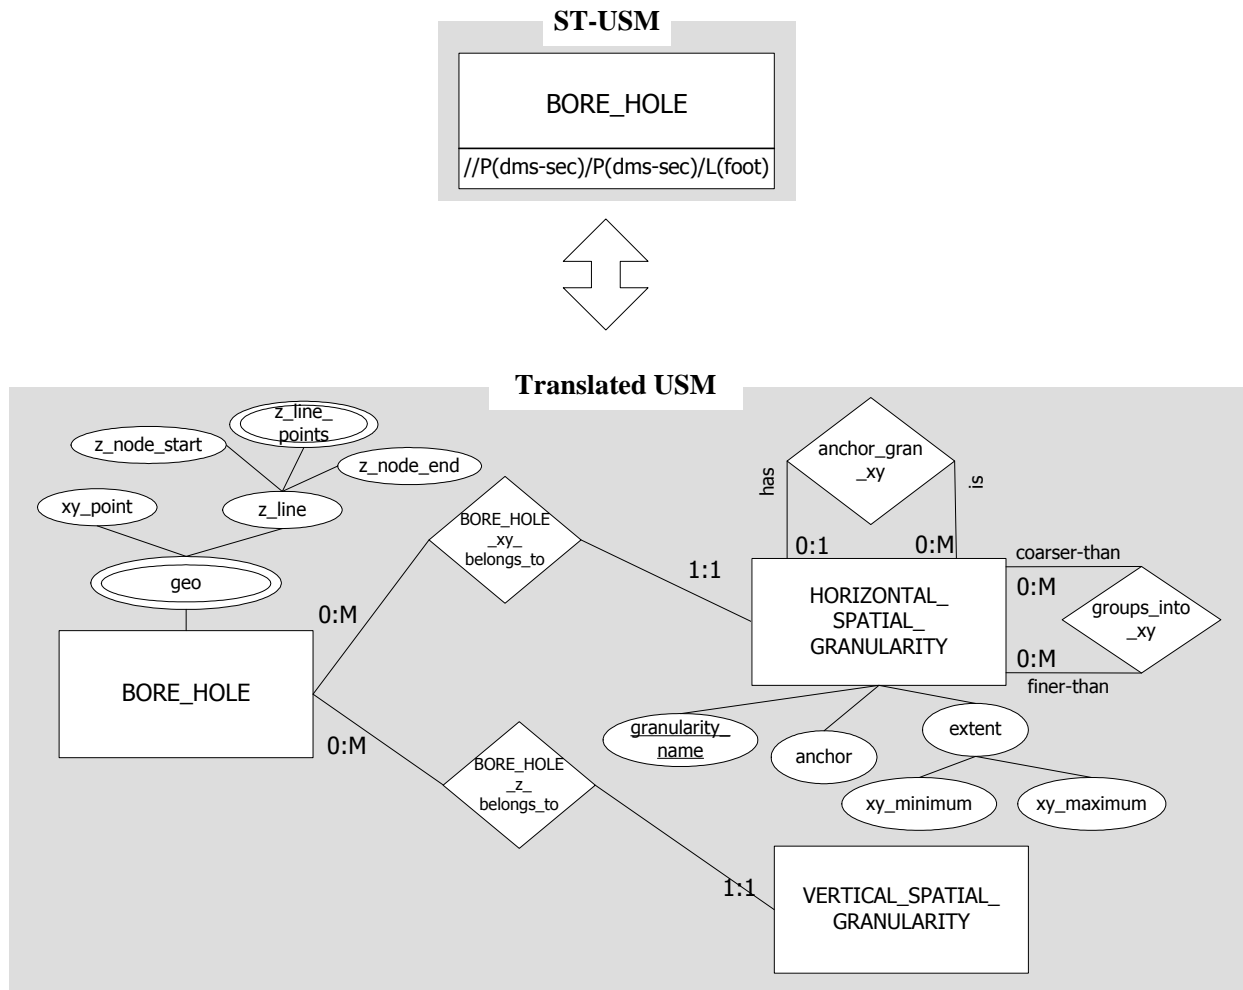 ST-USM
BORE_HOLE
//P(dms-sec)/P(dms-sec)/L(foot)
Translated USM
z_line_
points
z_node_start
z_node_end
xy_point
z_line
geo
BORE_HOLE
0:M
0:M
BORE_HOLE
_xy_
belongs_to
1:1
BORE_HOLE
_z_
belongs_to
1:1
anchor_gran
_xy
has
is
0:1
0:M
HORIZONTAL_
SPATIAL_
GRANULARITY
coarser-than
0:M
groups_into
_xy
0:M
finer-than
granularity_
name
anchor
extent
xy_minimum
xy_maximum
VERTICAL_SPATIAL_
GRANULARITY